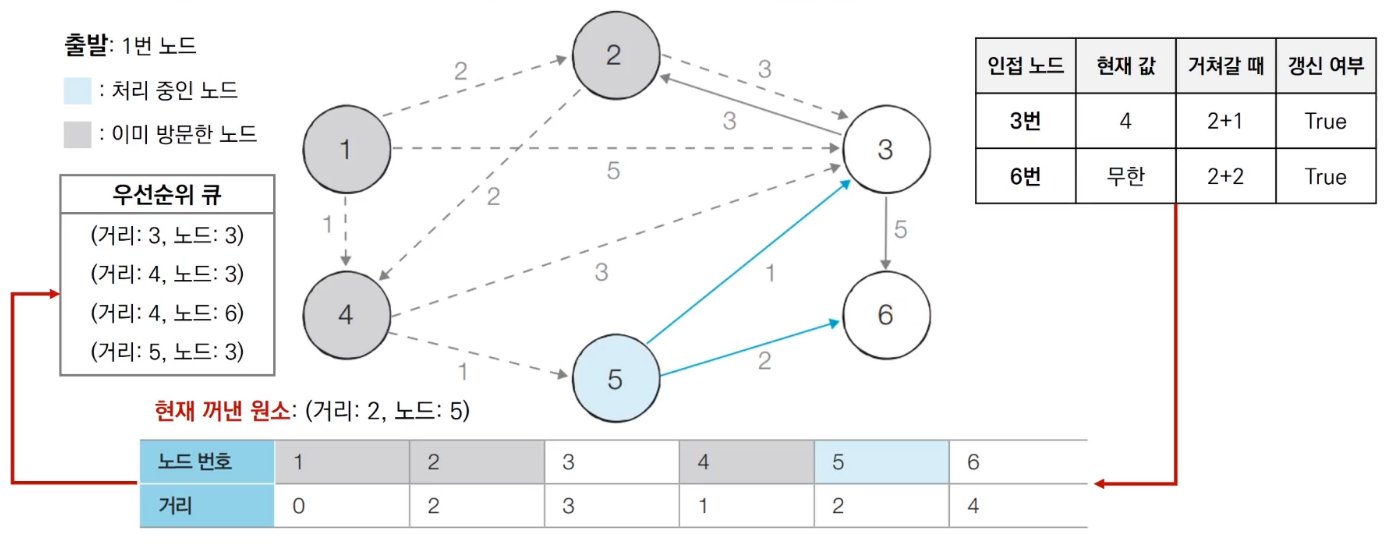 출발: 1번 노드
: 처리 중인 노드
: 이미 방문한 노드
우선순위 큐
(거리: 3, 노드: 3)
(거리: 4, 노드: 3)
(거리: 4, 노드: 6)
(거리: 5, 노드: 3)
1
2
3
4
5
6
2
3
3
5
2
1
3
1
1
2
5
인접 노드 현재 값 거쳐갈 때 갱신 여부
3번 4 2+1 True
6번 무한 2+2 True
현재 꺼낸 원소: (거리: 2, 노드: 5)
노드 번호 1 2 3 4 5 6
거리 0 2 3 1 2 4